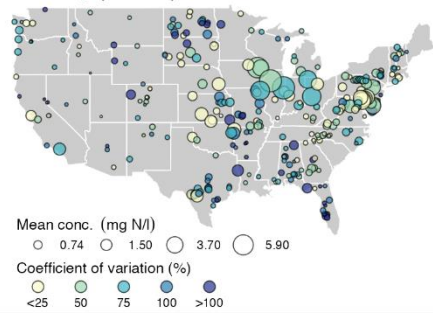 Mean conc. (mg N/l)
0.74 1.50 3.70 5.90
Coefficient of variation (%)
<25 50 75 100 >100